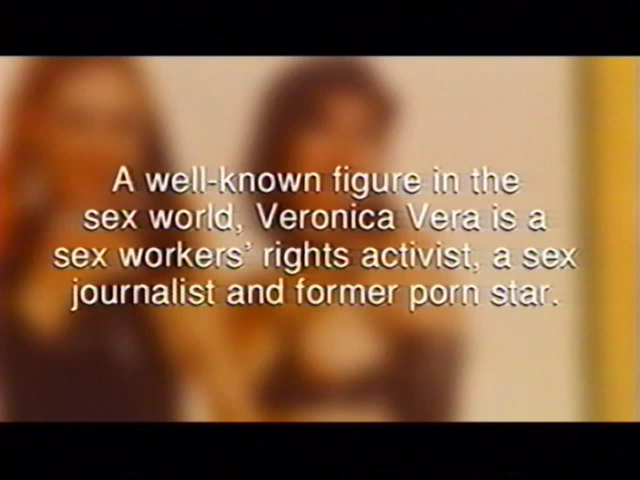 A well-known figure in the
sex world, Veronica Vera is a
sex workers’ rights activist, a sex
journalist and former porn star.